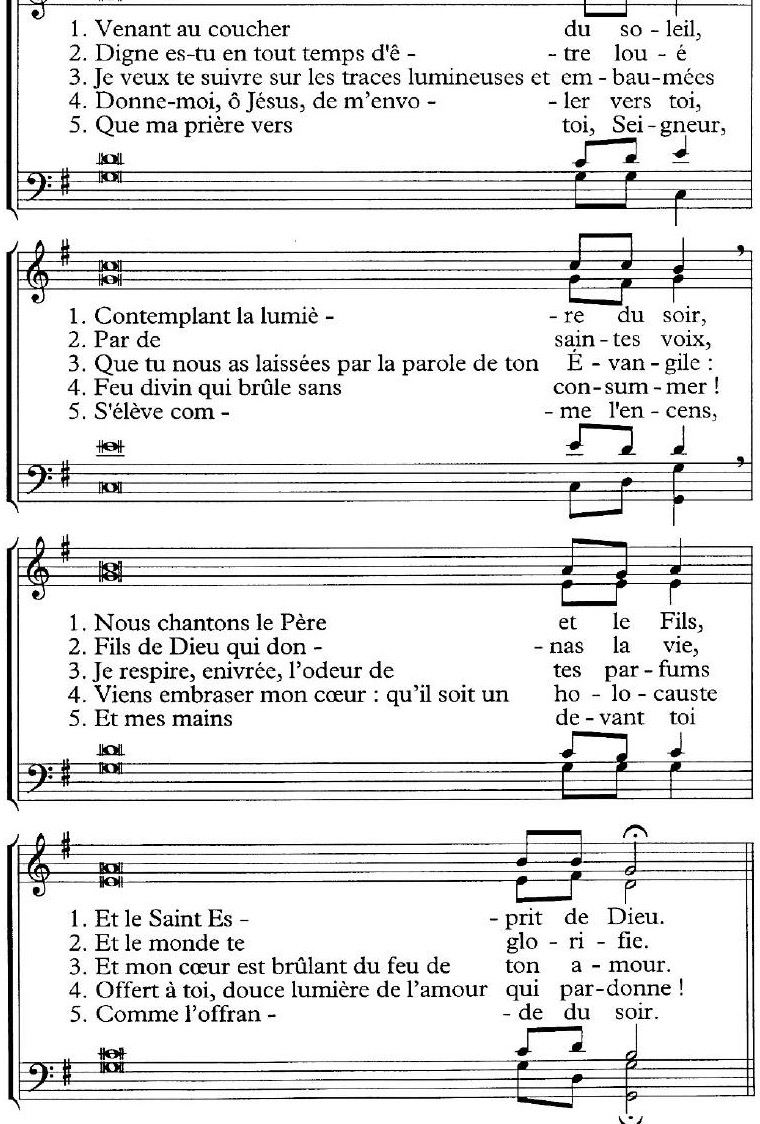 1. Venant au coucher du so - leil,
2. Digne es-tu en tout temps d'ê - - tre lou - é
3. Je veux te suivre sur les traces lumineuses et em - bau-mées
4. Donne-moi, ô Jésus, de m'envo - - ler vers toi,
5. Que ma prière vers toi, Sei-gneur,
1. Contemplant la lumiè - - re du soir,
2. Par de sain-tes voix,
3. Que tu nous as laissées par la parole de ton É - van-gile :
4. Feu divin qui brûle sans con-sum-mer !
5. S'élève com - - me l'en-cens,
1. Nous chantons le Père et le Fils,
2. Fils de Dieu qui don - - nas la vie,
3. Je respire, enivrée, l'odeur de tes par-fums
4. Viens embraser mon cœur : qu'il soit un ho - lo - causte
5. Et mes mains de-vant toi
1. Et le Saint Es - - prit de Dieu.
2. Et le monde te glo - ri - fie.
3. Et mon cœur est brûlant du feu de ton a - mour.
4. Offert à toi, douce lumière de l'amour qui par-donne !
5. Comme l'offran - - de du soir.